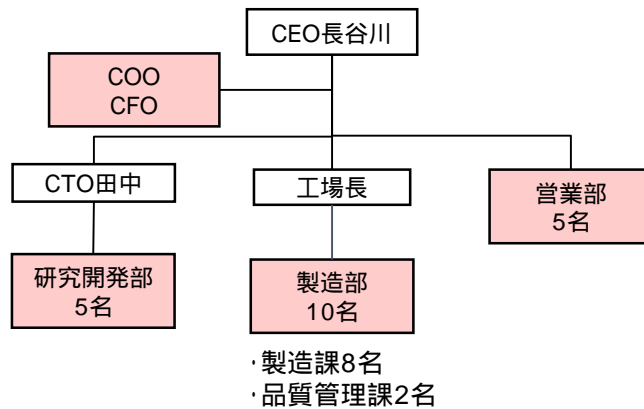 CEO長谷川
COO
CFO
CTO田中
工場長
営業部
5名
研究開発部
5名
製造部
10名
・製造課8名
・品質管理課2名